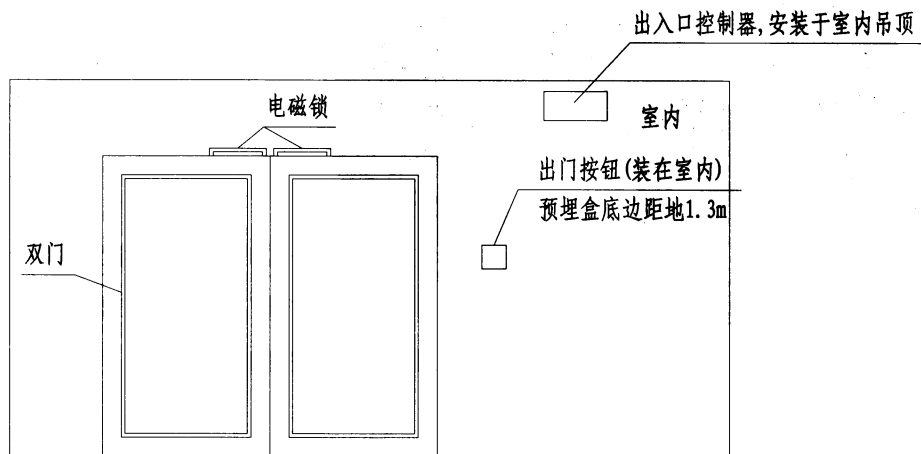 出入口控制器,安装于室内吊顶
电磁锁
室内
出门按钮(装在室内)
预埋盒底边距地1.3m
双门